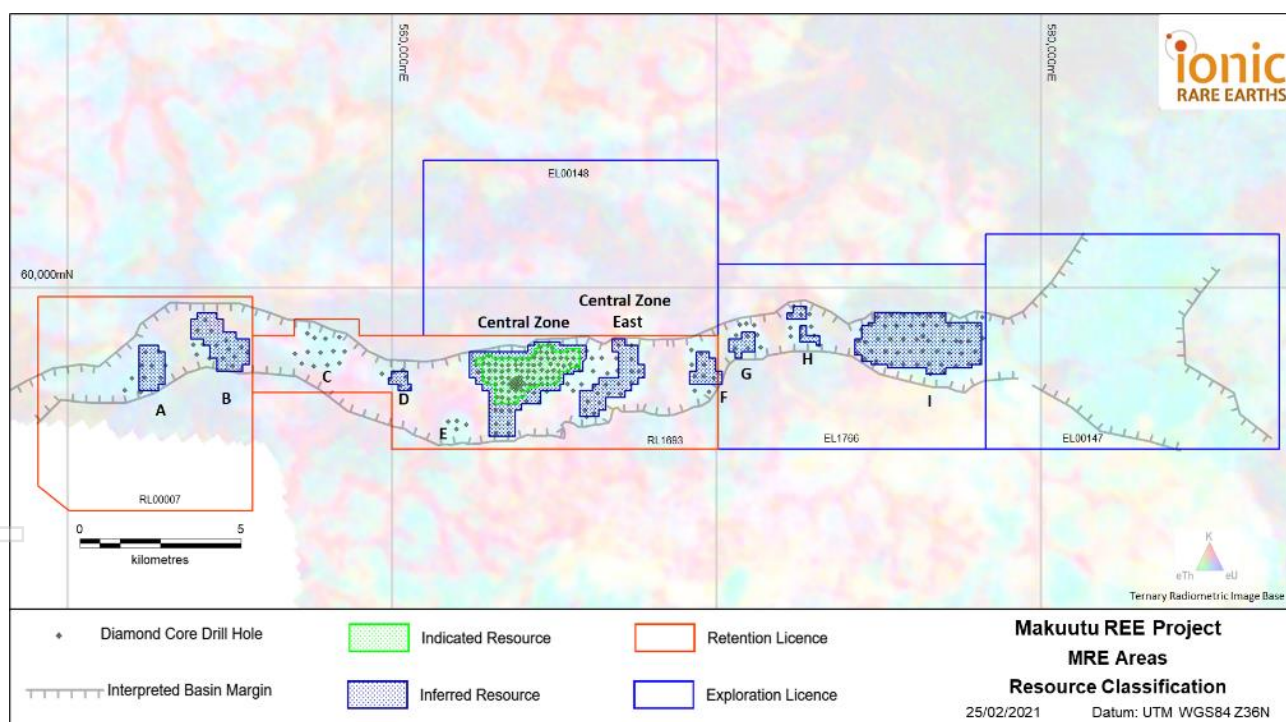 560,000mE
580,000mE
ionic
RARE EARTHS
EL00148
60,000mN
Central Zone
East
Central Zone
A
B
C
D
E
F
G
H
I
RL1693
EL1766
EL00147
RL00007
0
5
kilometres
K
eTh
eU
Ternary Radiometric Image Base
Diamond Core Drill Hole
Indicated Resource
Retention Licence
Interpreted Basin Margin
Inferred Resource
Exploration Licence
Makuutu REE Project
MRE Areas
Resource Classification
25/02/2021
Datum: UTM WGS84 Z36N